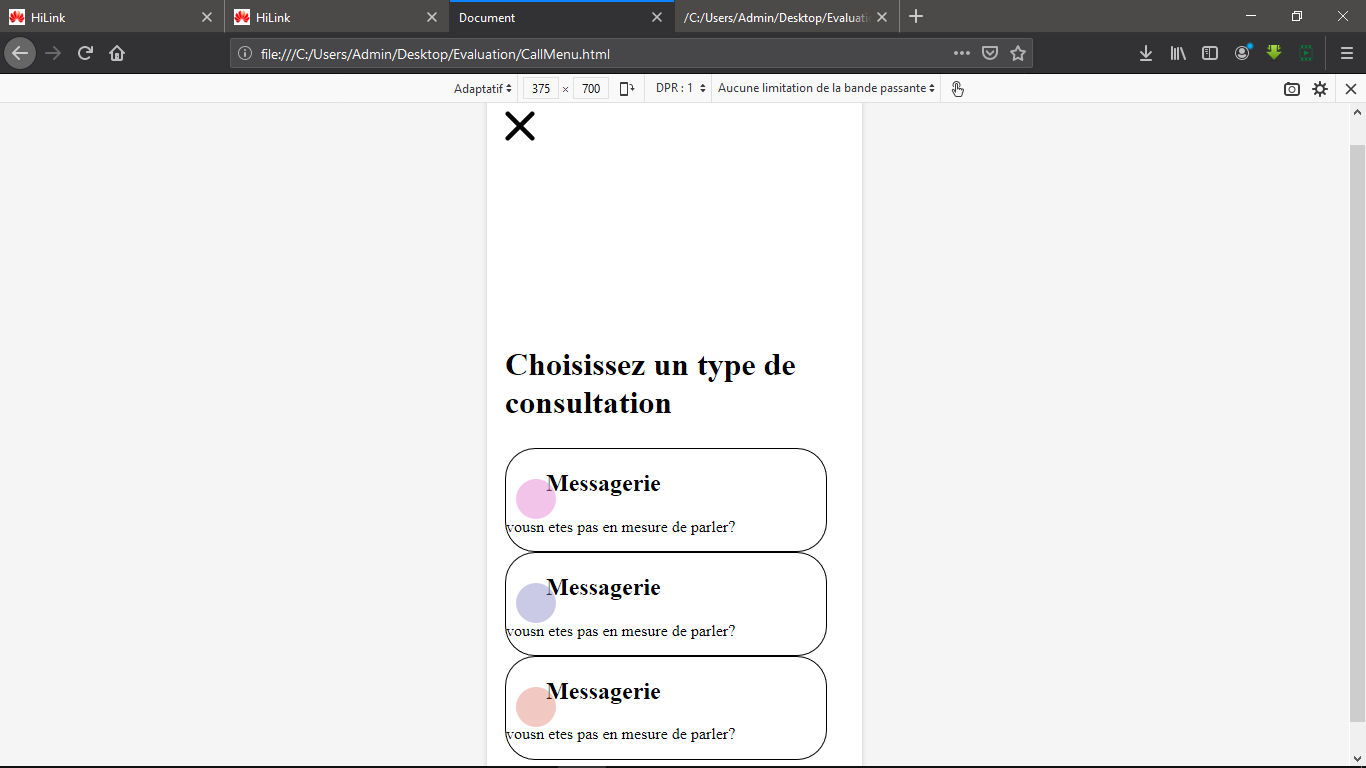 HiLink
HiLink
Document
/C:/Users/Admin/Desktop/Evaluati
file:///C:/Users/Admin/Desktop/Evaluation/CallMenu.html
Adaptatif 375 × 700 DPR : 1 Aucune limitation de la bande passante
Choisissez un type de
consultation
Messagerie
vousn etes pas en mesure de parler?
Messagerie
vousn etes pas en mesure de parler?
Messagerie
vousn etes pas en mesure de parler?